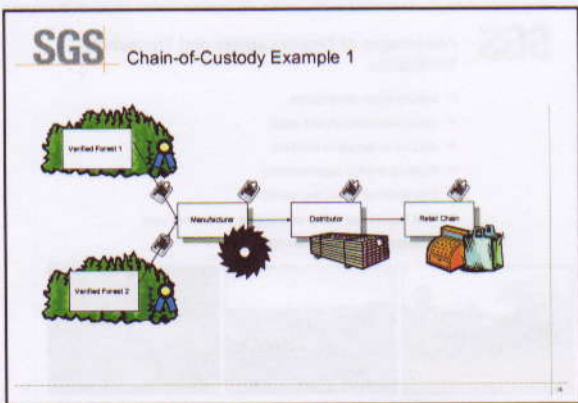 SGS
Chain-of-Custody Example 1
Verified Forest 1
Manufacturer
Distributor
Retail Chain
Verified Forest 2